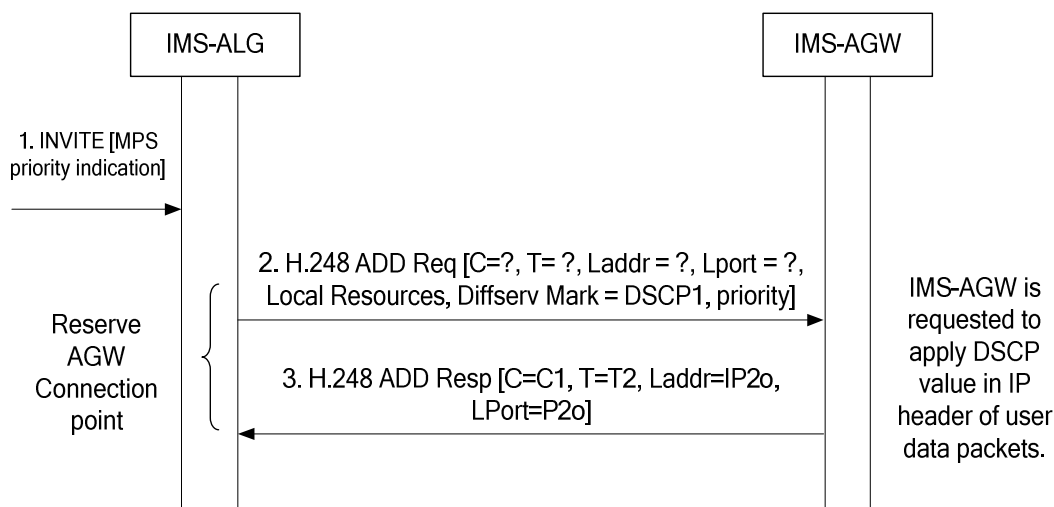 IMS-ALG
IMS-AGW
1. INVITE [MPS
priority indication]
2. H.248 ADD Req [C=?, T= ?, Laddr = ?, Lport = ?,
Local Resources, Diffserv Mark = DSCP1, priority]
Reserve
AGW
Connection
point
3. H.248 ADD Resp [C=C1, T=T2, Laddr=IP2o,
LPort=P2o]
IMS-AGW is
requested to
apply DSCP
value in IP
header of user
data packets.